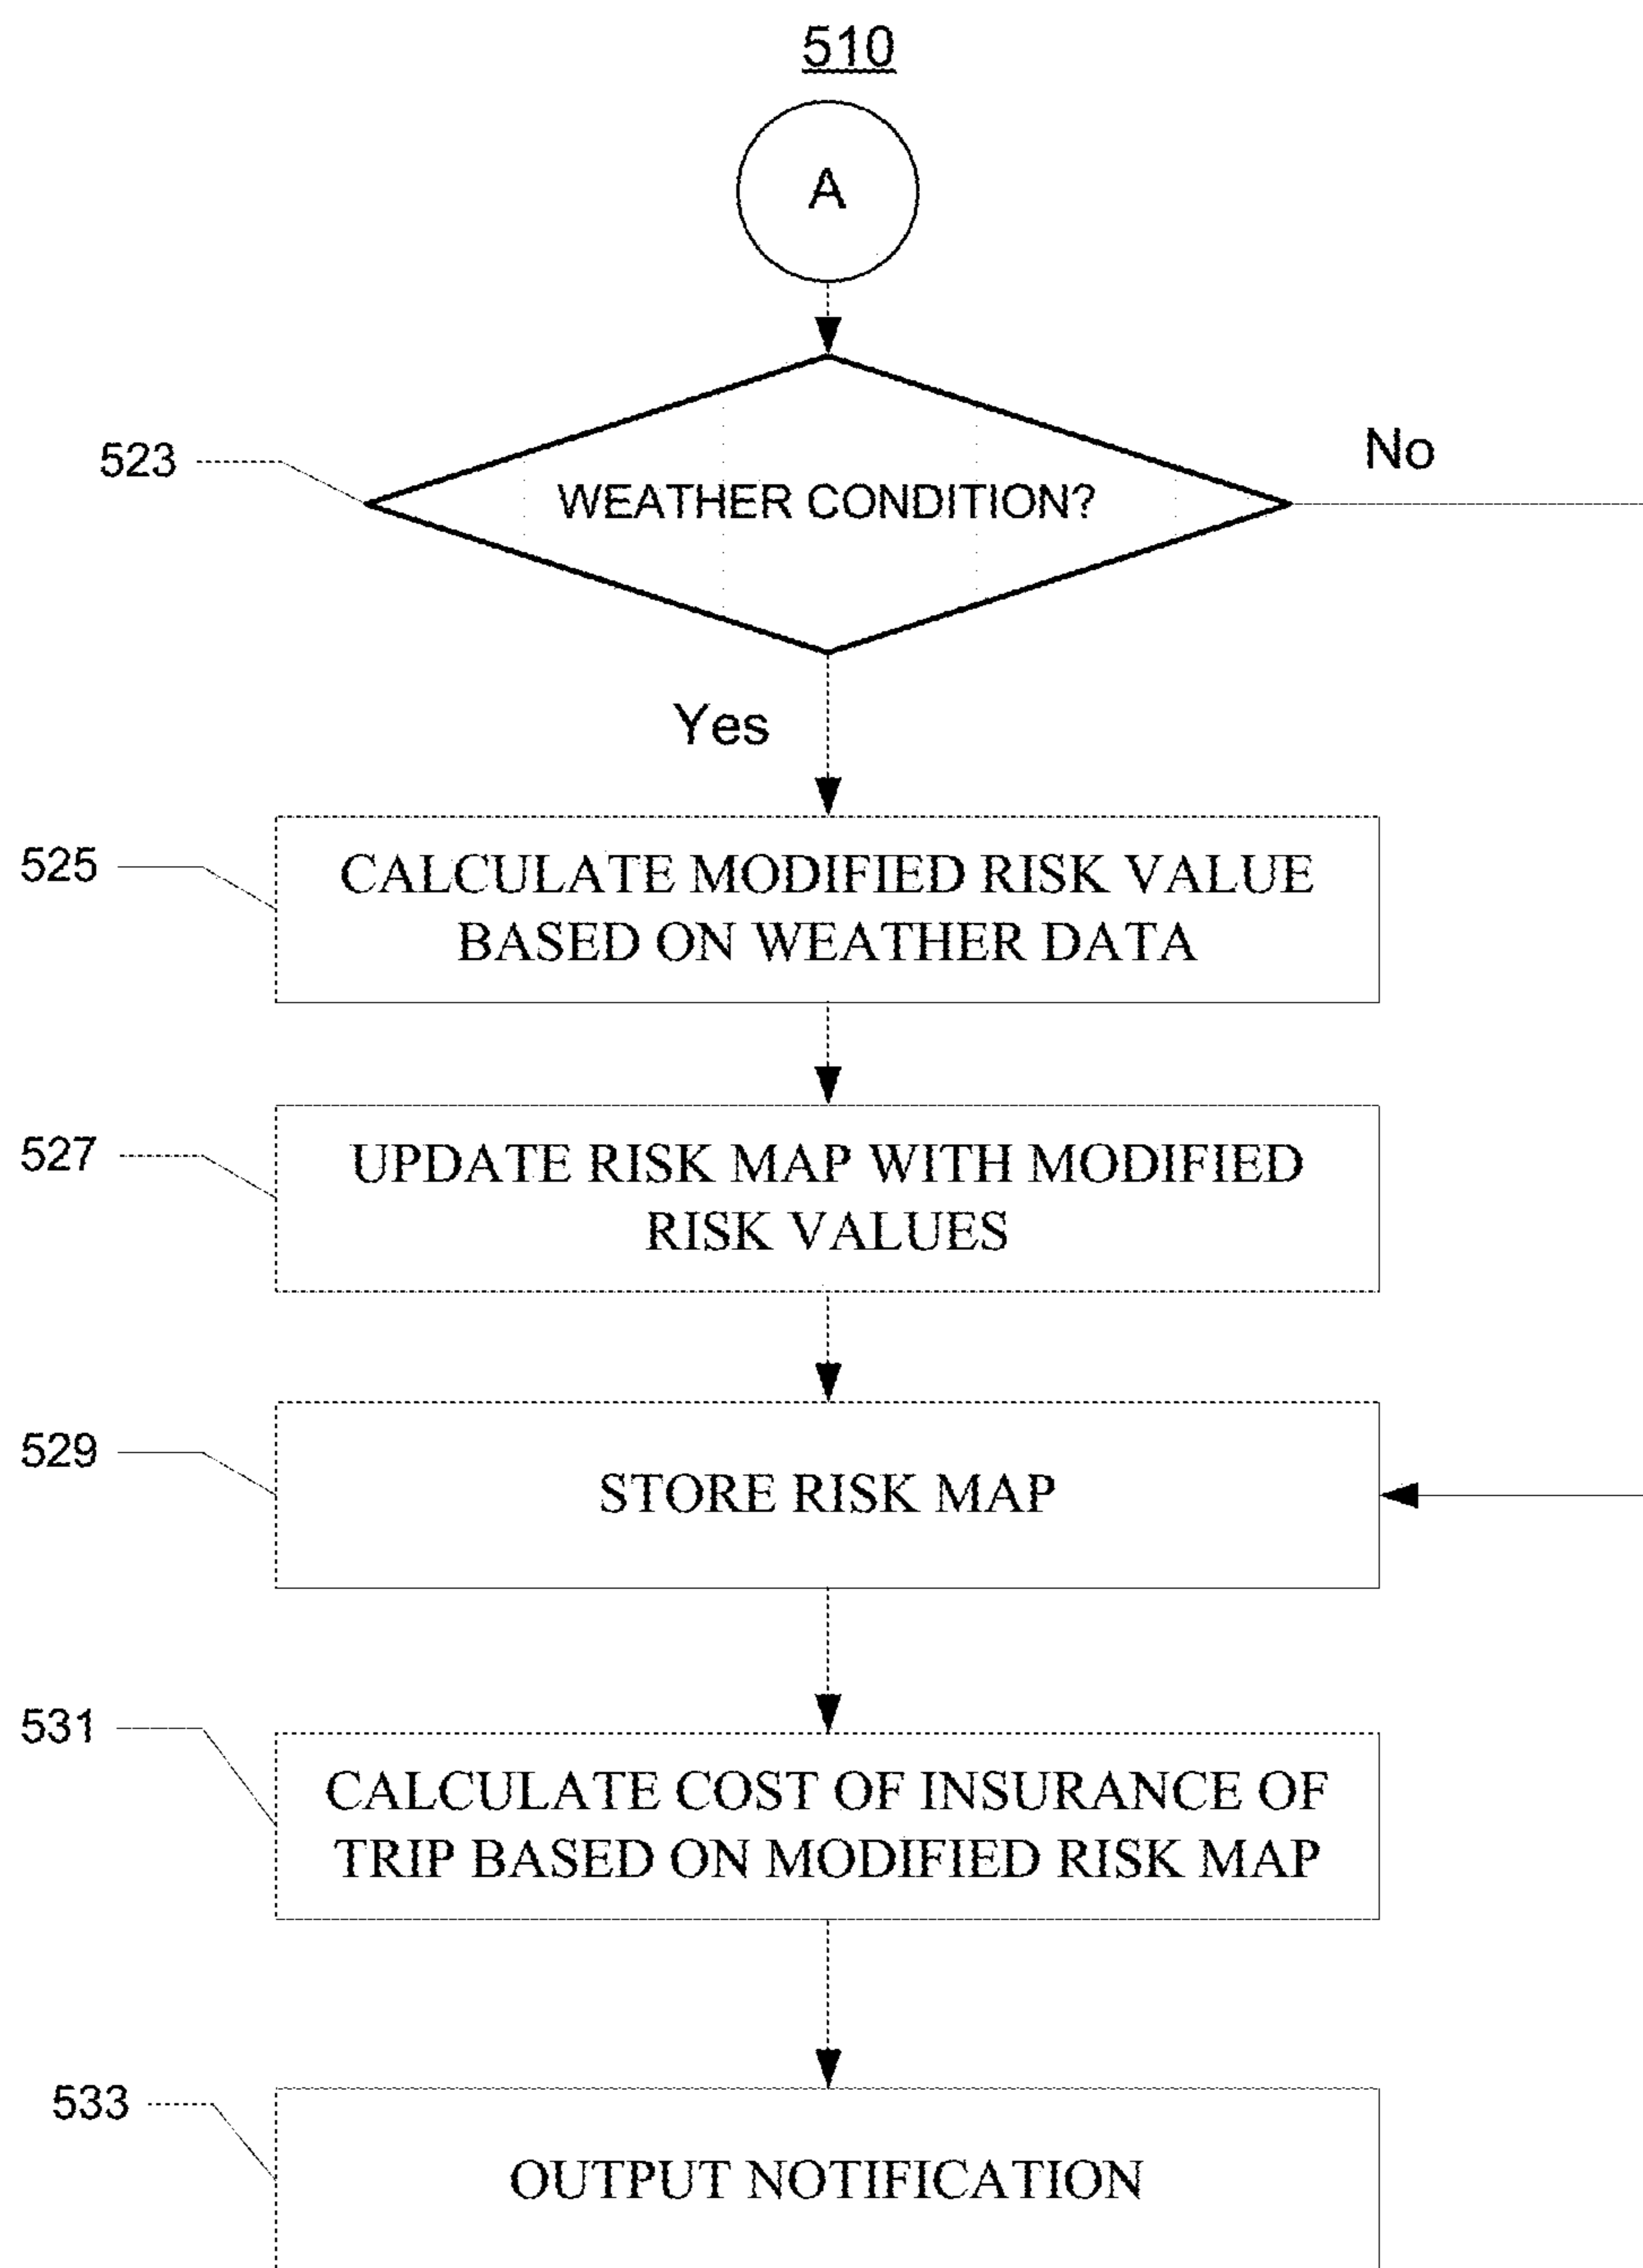 510
A
523
WEATHER CONDITION?
No
Yes
525
CALCULATE MODIFIED RISK VALUE
BASED ON WEATHER DATA
527
UPDATE RISK MAP WITH MODIFIED
RISK VALUES
529
STORE RISK MAP
531
CALCULATE COST OF INSURANCE OF
TRIP BASED ON MODIFIED RISK MAP
533
OUTPUT NOTIFICATION